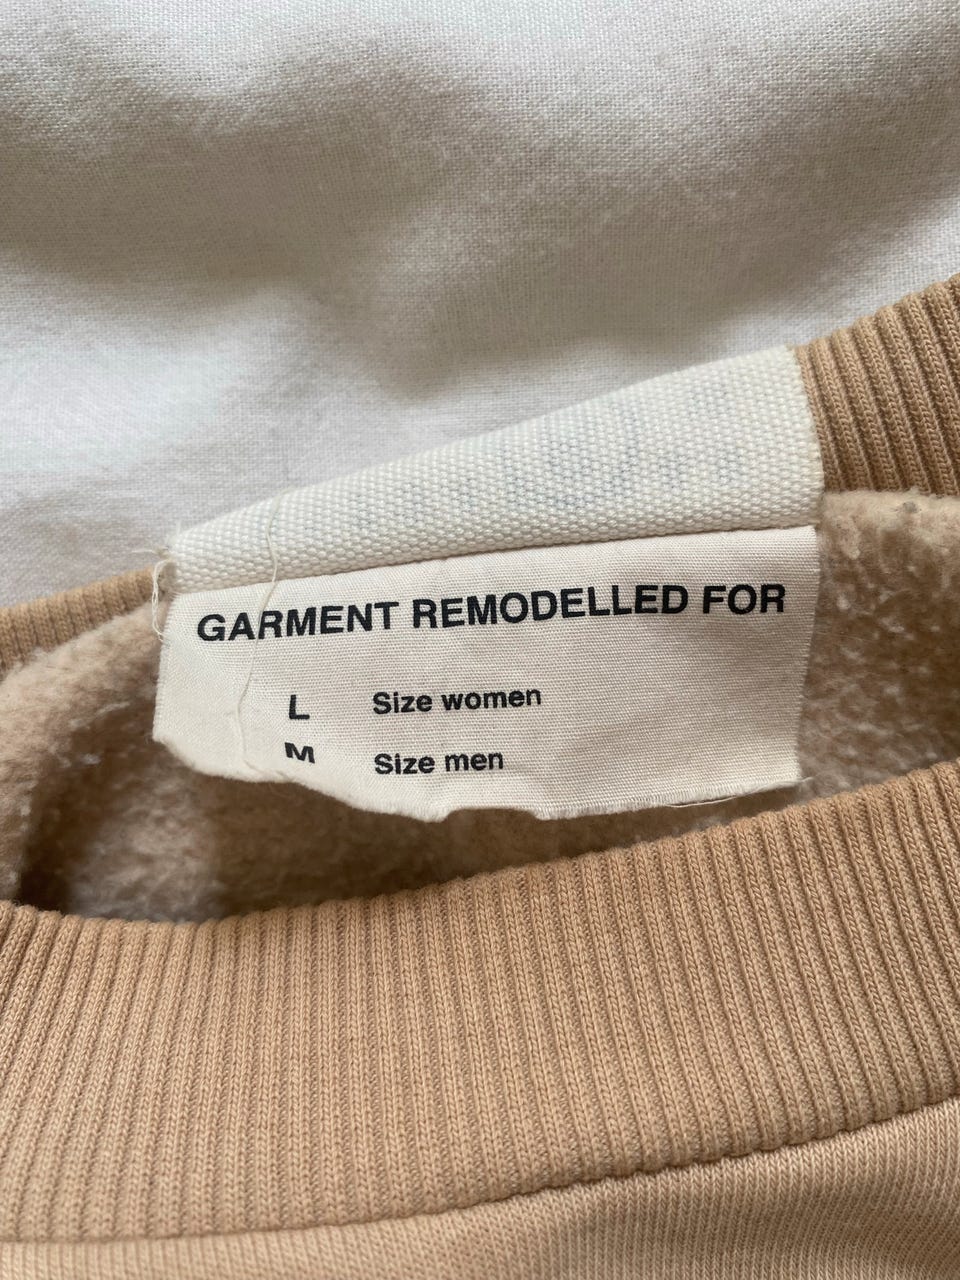 GARMENT REMODELLED FOR
L Size women
M Size men